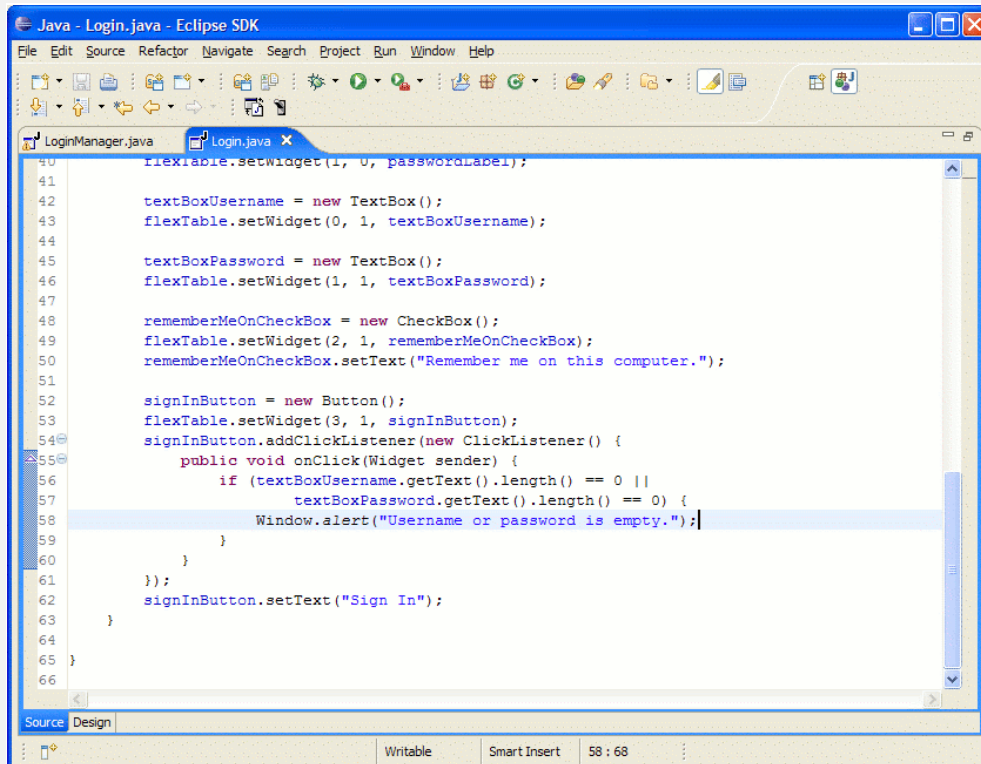 Java - Login.java - Eclipse SDK
File Edit Source Refactor Navigate Search Project Run Window Help
LoginManager.java Login.java
40 flexTable.setWidget(1, 0, passwordLabel);
41
42 textBoxUsername = new TextBox();
43 flexTable.setWidget(0, 1, textBoxUsername);
44
45 textBoxPassword = new TextBox();
46 flexTable.setWidget(1, 1, textBoxPassword);
47
48 rememberMeOnCheckBox = new CheckBox();
49 flexTable.setWidget(2, 1, rememberMeOnCheckBox);
50 rememberMeOnCheckBox.setText("Remember me on this computer.");
51
52 signInButton = new Button();
53 flexTable.setWidget(3, 1, signInButton);
54 signInButton.addClickListener(new ClickListener() {
55 public void onClick(Widget sender) {
56 if (textBoxUsername.getText().length() == 0 ||
57 textBoxPassword.getText().length() == 0) {
58 Window.alert("Username or password is empty.");
59 }
60 }
61 });
62 signInButton.setText("Sign In");
63 }
64
65 }
66
Source Design
Writable Smart Insert 58 : 68